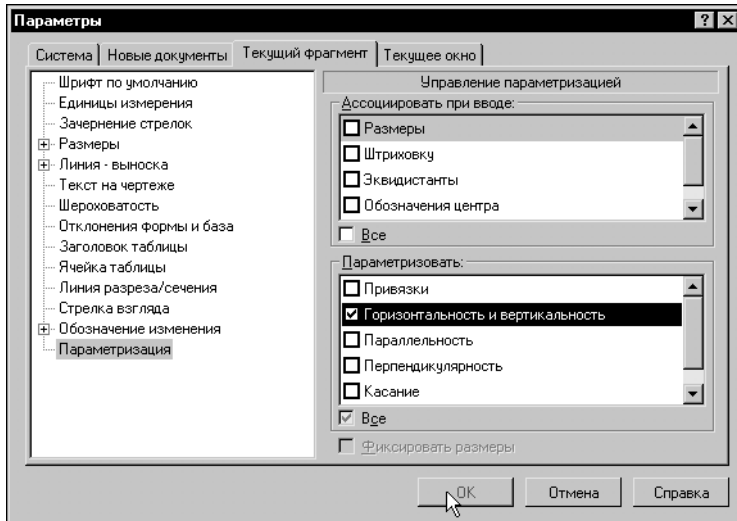 Параметры
Система Новые документы Текущий фрагмент Текущее окно
Шрифт по умолчанию
Единицы измерения
Зачернение стрелок
Размеры
Линия - выноска
Текст на чертеже
Шероховатость
Отклонения формы и база
Заголовок таблицы
Ячейка таблицы
Линия разреза/сечения
Стрелка взгляда
Обозначение изменения
Параметризация
Управление параметризацией
Ассоциировать при вводе:
Размеры
Штриховку
Эквидистанты
Обозначения центра
Все
Параметризовать:
Привязки
Горизонтальность и вертикальность
Параллельность
Перпендикулярность
Касание
Все
Фиксировать размеры
OK Отмена Справка